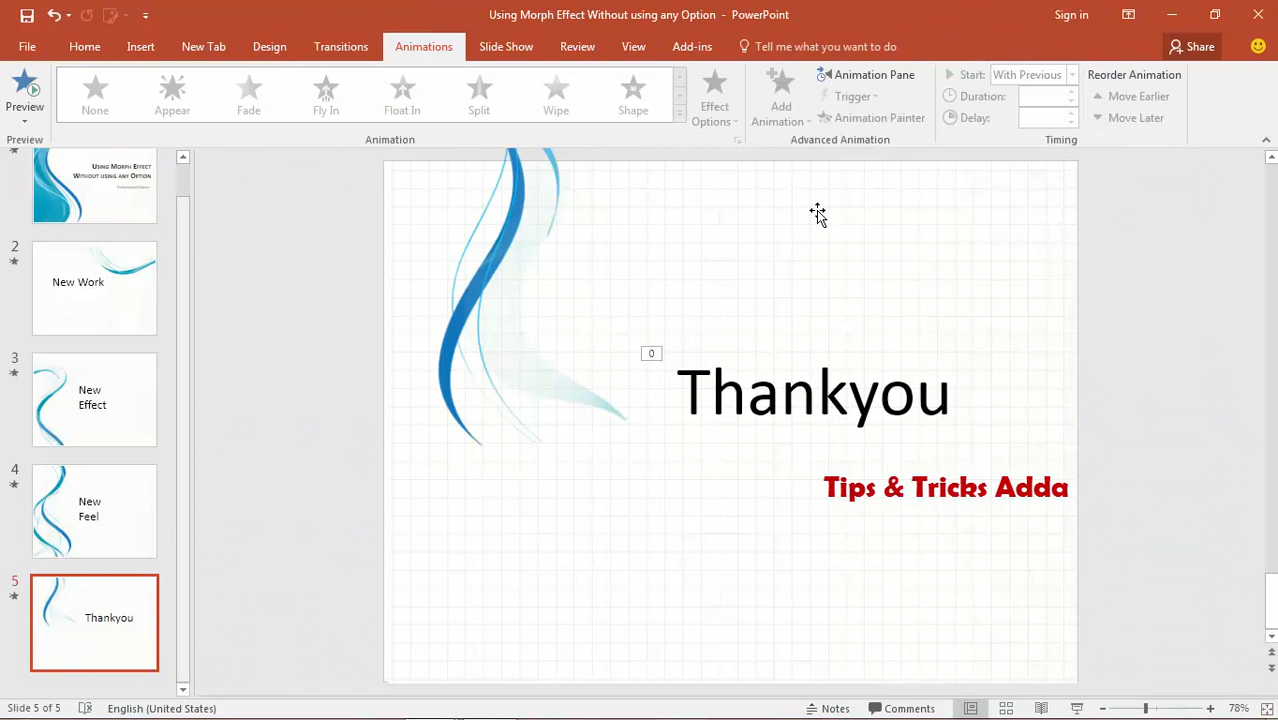 Using Morph Effect Without using any Option - PowerPoint
Sign in
File
Home
Insert
New Tab
Design
Transitions
Animations
Slide Show
Review
View
Add-ins
Tell me what you want to do
Share
Preview
None
Appear
Fade
Fly In
Float In
Split
Wipe
Shape
Effect
Options
Add
Animation
Animation Pane
Trigger
Animation Painter
Start: With Previous
Duration:
Delay:
Reorder Animation
Move Earlier
Move Later
Preview
Animation
Advanced Animation
Timing
Using Morph Effect
Without using any Option
2
New Work
3
New
Effect
4
New
Feel
5
Thankyou
0
Thankyou
Tips & Tricks Adda
Slide 5 of 5
English (United States)
Notes
Comments
78%